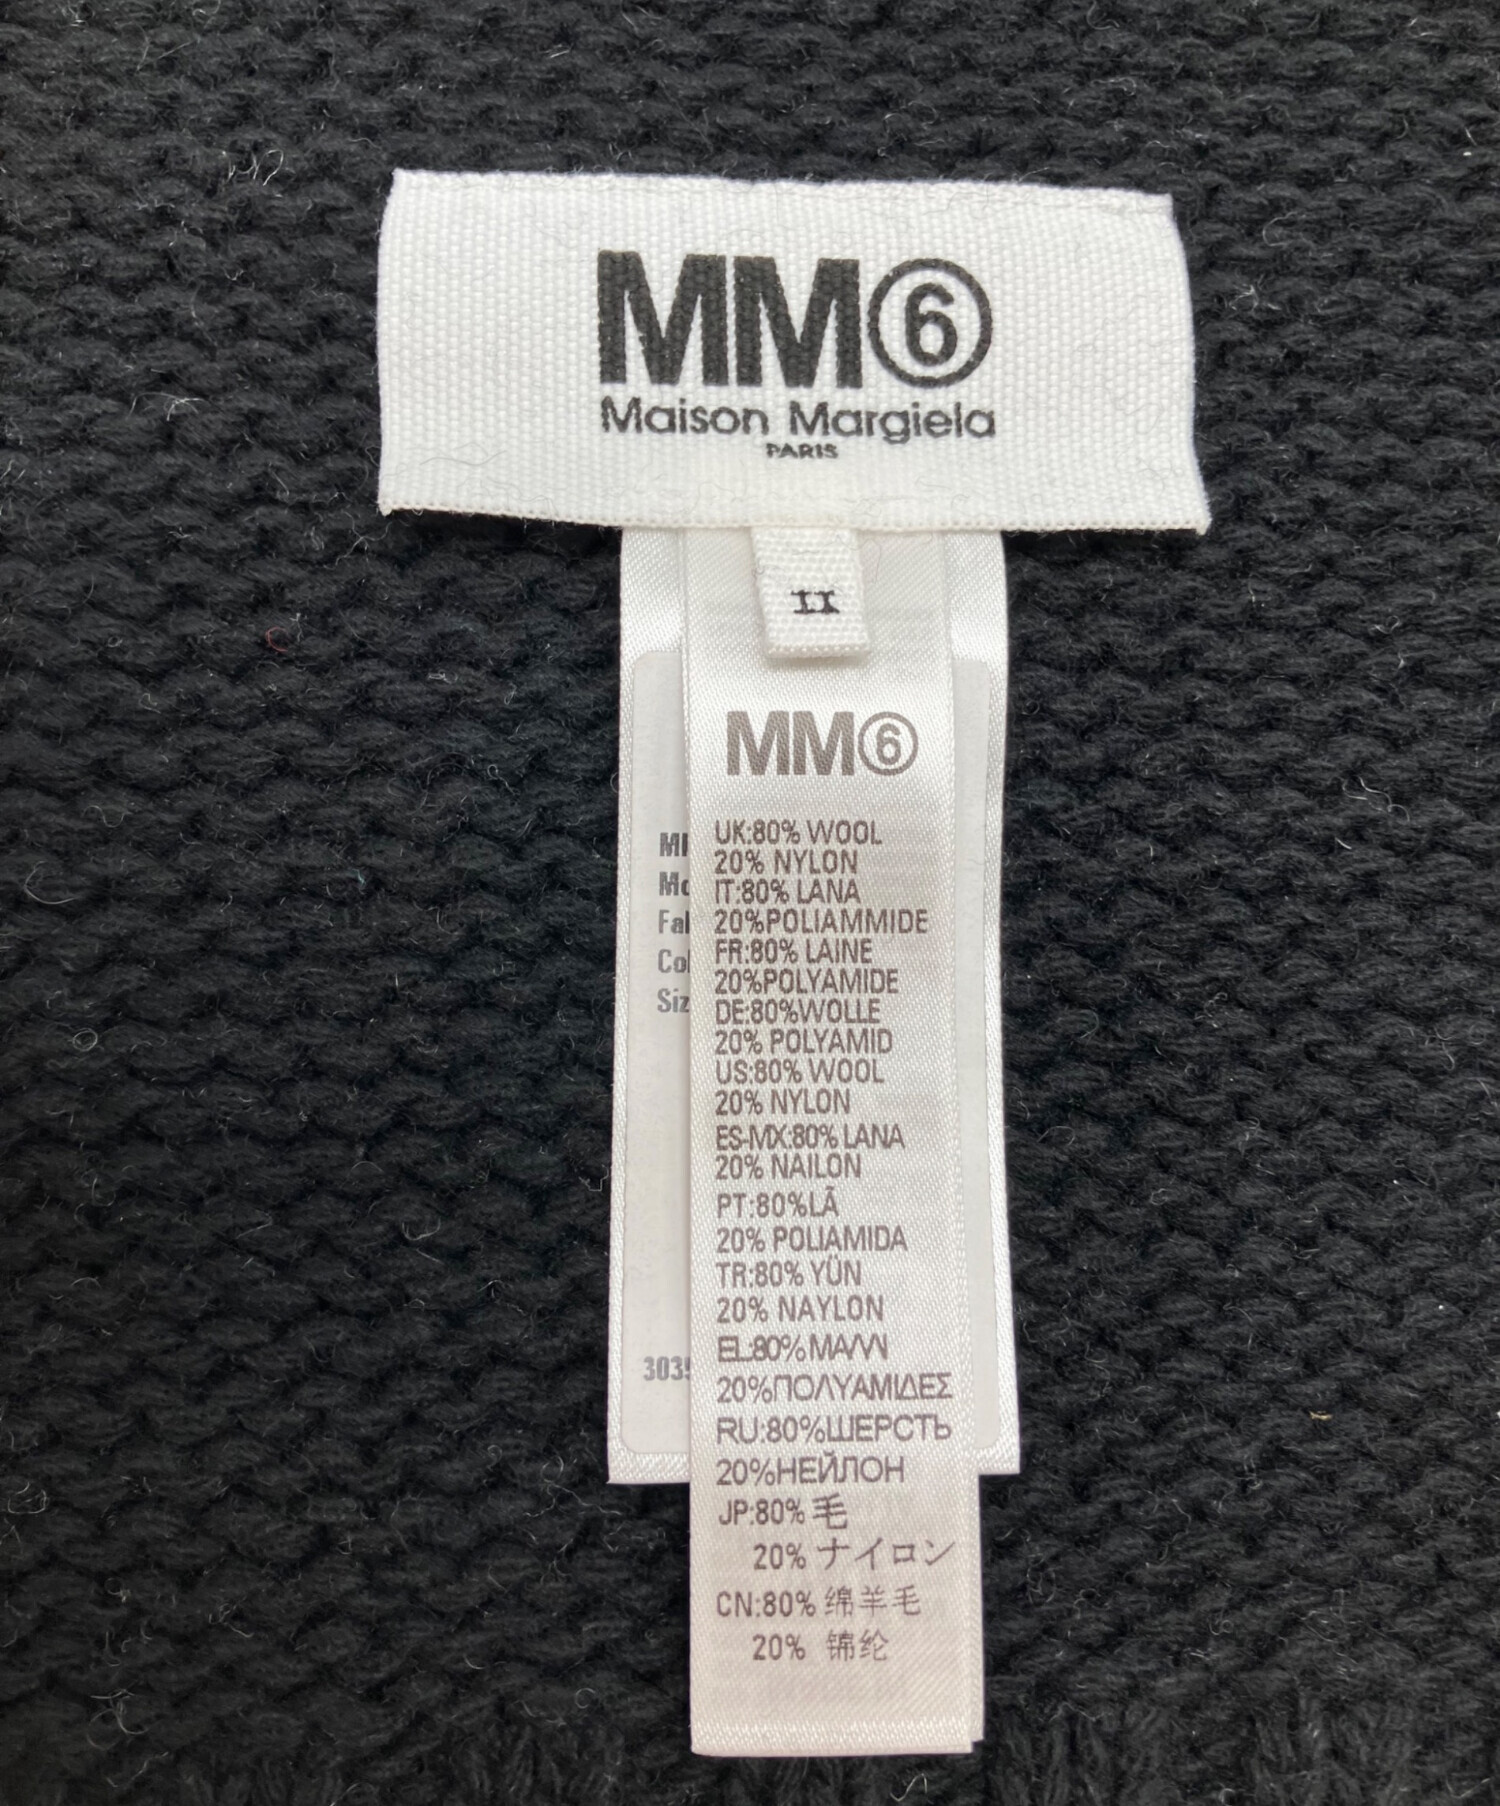 MM⑥
Maison Margiela
PARIS
II
MM⑥
UK:80% WOOL
20% NYLON
IT:80% LANA
20%POLIAMMIDE
FR:80% LAINE
20%POLYAMIDE
DE:80%WOLLE
20% POLYAMID
US:80% WOOL
20% NYLON
ES-MX:80% LANA
20% NAILON
PT:80%LÃ
20% POLIAMIDA
TR:80% YÜN
20% NAYLON
EL:80%ΜΑΛΛΙ
20%ΠΟΛΥΑΜΙΔΕΣ
RU:80%ШЕРСТЬ
20%НЕЙЛОН
JP:80% 毛
20% ナイロン
CN:80% 绵羊毛
20% 锦纶